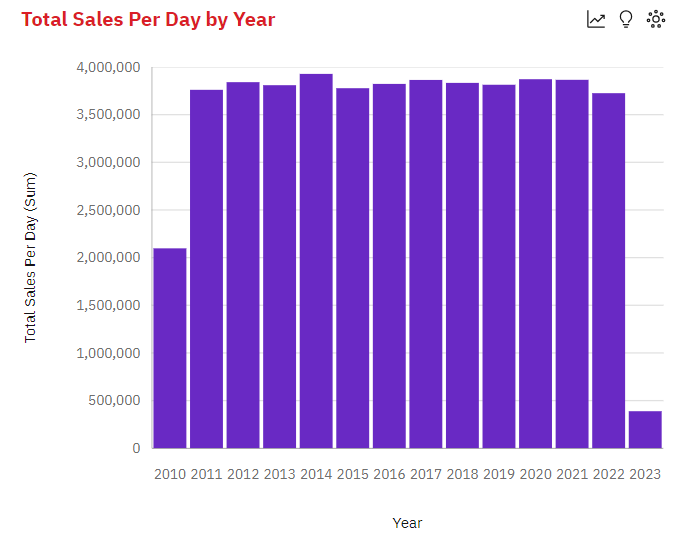 Total Sales Per Day by Year
Total Sales Per Day (Sum)
4,000,000
3,500,000
3,000,000
2,500,000
2,000,000
1,500,000
1,000,000
500,000
0
2010 2011 2012 2013 2014 2015 2016 2017 2018 2019 2020 2021 2022 2023
Year